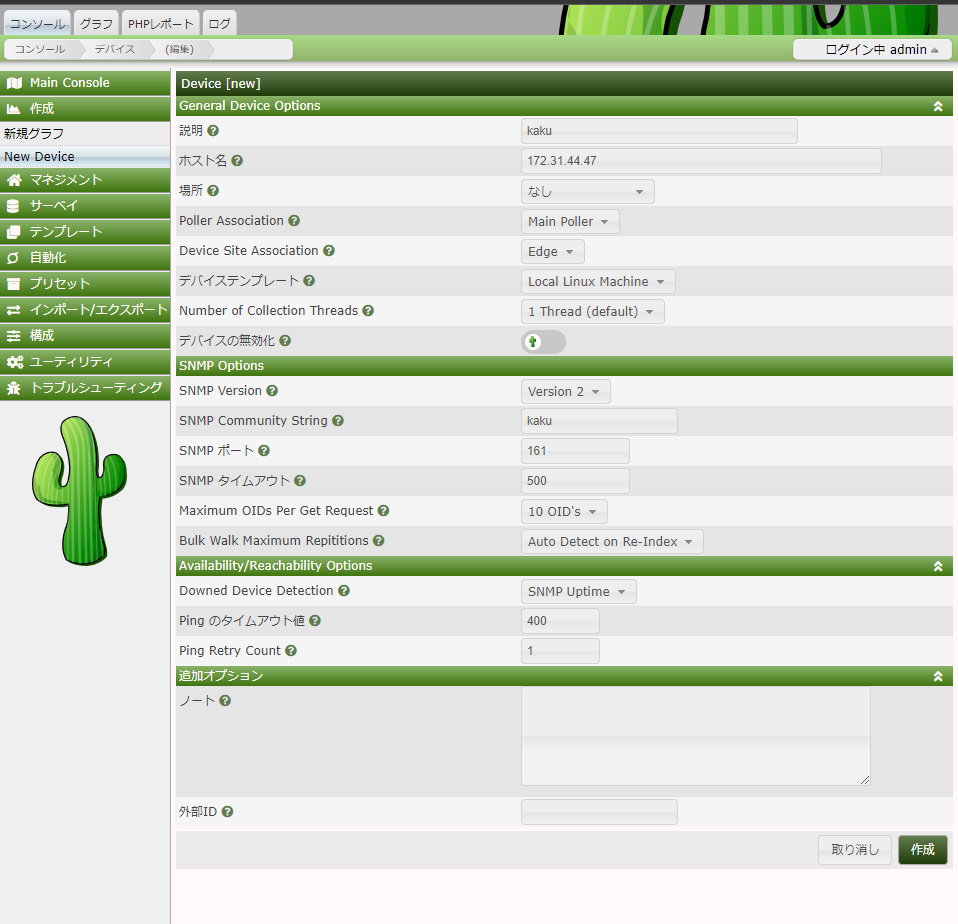 コンソール グラフ PHPレポート ログ
コンソール デバイス (編集) ログイン中 admin
Main Console
作成
新規グラフ
New Device
マネジメント
サーベイ
テンプレート
自動化
プリセット
インポート/エクスポート
構成
ユーティリティ
トラブルシューティング
Device [new]
General Device Options
説明 kaku
ホスト名 172.31.44.47
場所 なし
Poller Association Main Poller
Device Site Association Edge
デバイステンプレート Local Linux Machine
Number of Collection Threads 1 Thread (default)
デバイスの無効化
SNMP Options
SNMP Version Version 2
SNMP Community String kaku
SNMP ポート 161
SNMP タイムアウト 500
Maximum OIDs Per Get Request 10 OID's
Bulk Walk Maximum Repititions Auto Detect on Re-Index
Availability/Reachability Options
Downed Device Detection SNMP Uptime
Ping のタイムアウト値 400
Ping Retry Count 1
追加オプション
ノート
外部ID
取り消し 作成